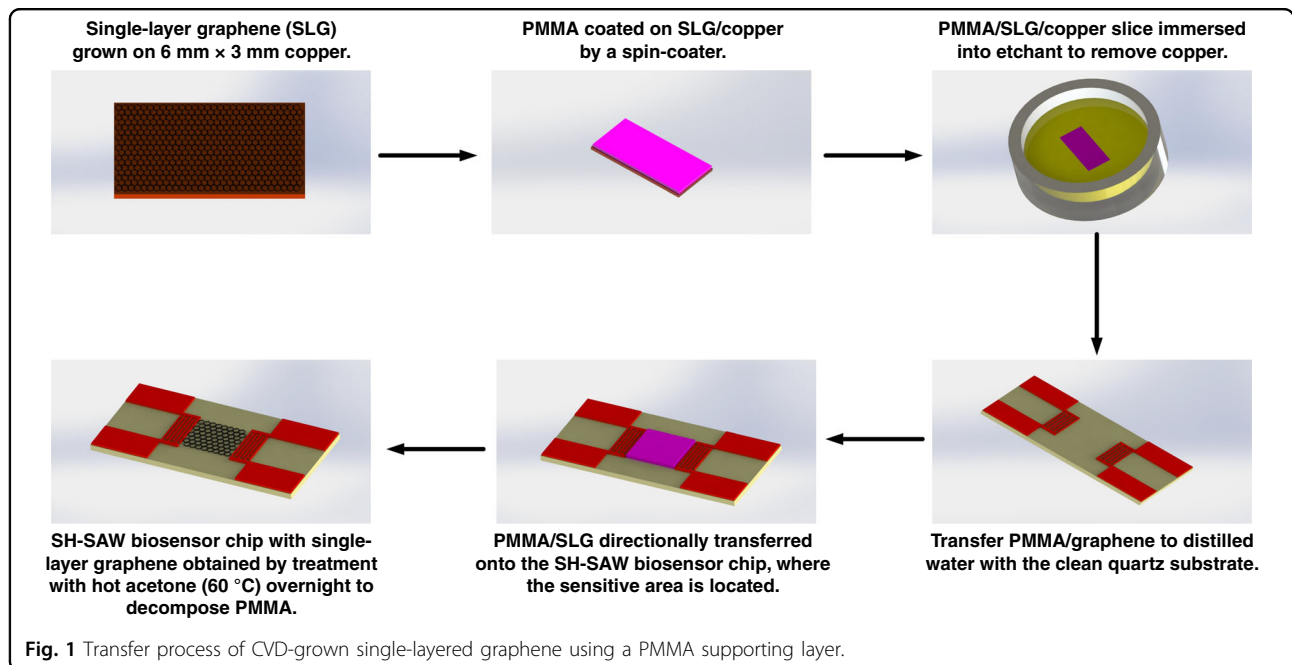 Single-layer graphene (SLG)
grown on 6 mm × 3 mm copper.
PMMA coated on SLG/copper
by a spin-coater.
PMMA/SLG/copper slice immersed
into etchant to remove copper.
SH-SAW biosensor chip with single-
layer graphene obtained by treatment
with hot acetone (60 °C) overnight to
decompose PMMA.
PMMA/SLG directionally transferred
onto the SH-SAW biosensor chip, where
the sensitive area is located.
Transfer PMMA/graphene to distilled
water with the clean quartz substrate.
Fig. 1 Transfer process of CVD-grown single-layered graphene using a PMMA supporting layer.